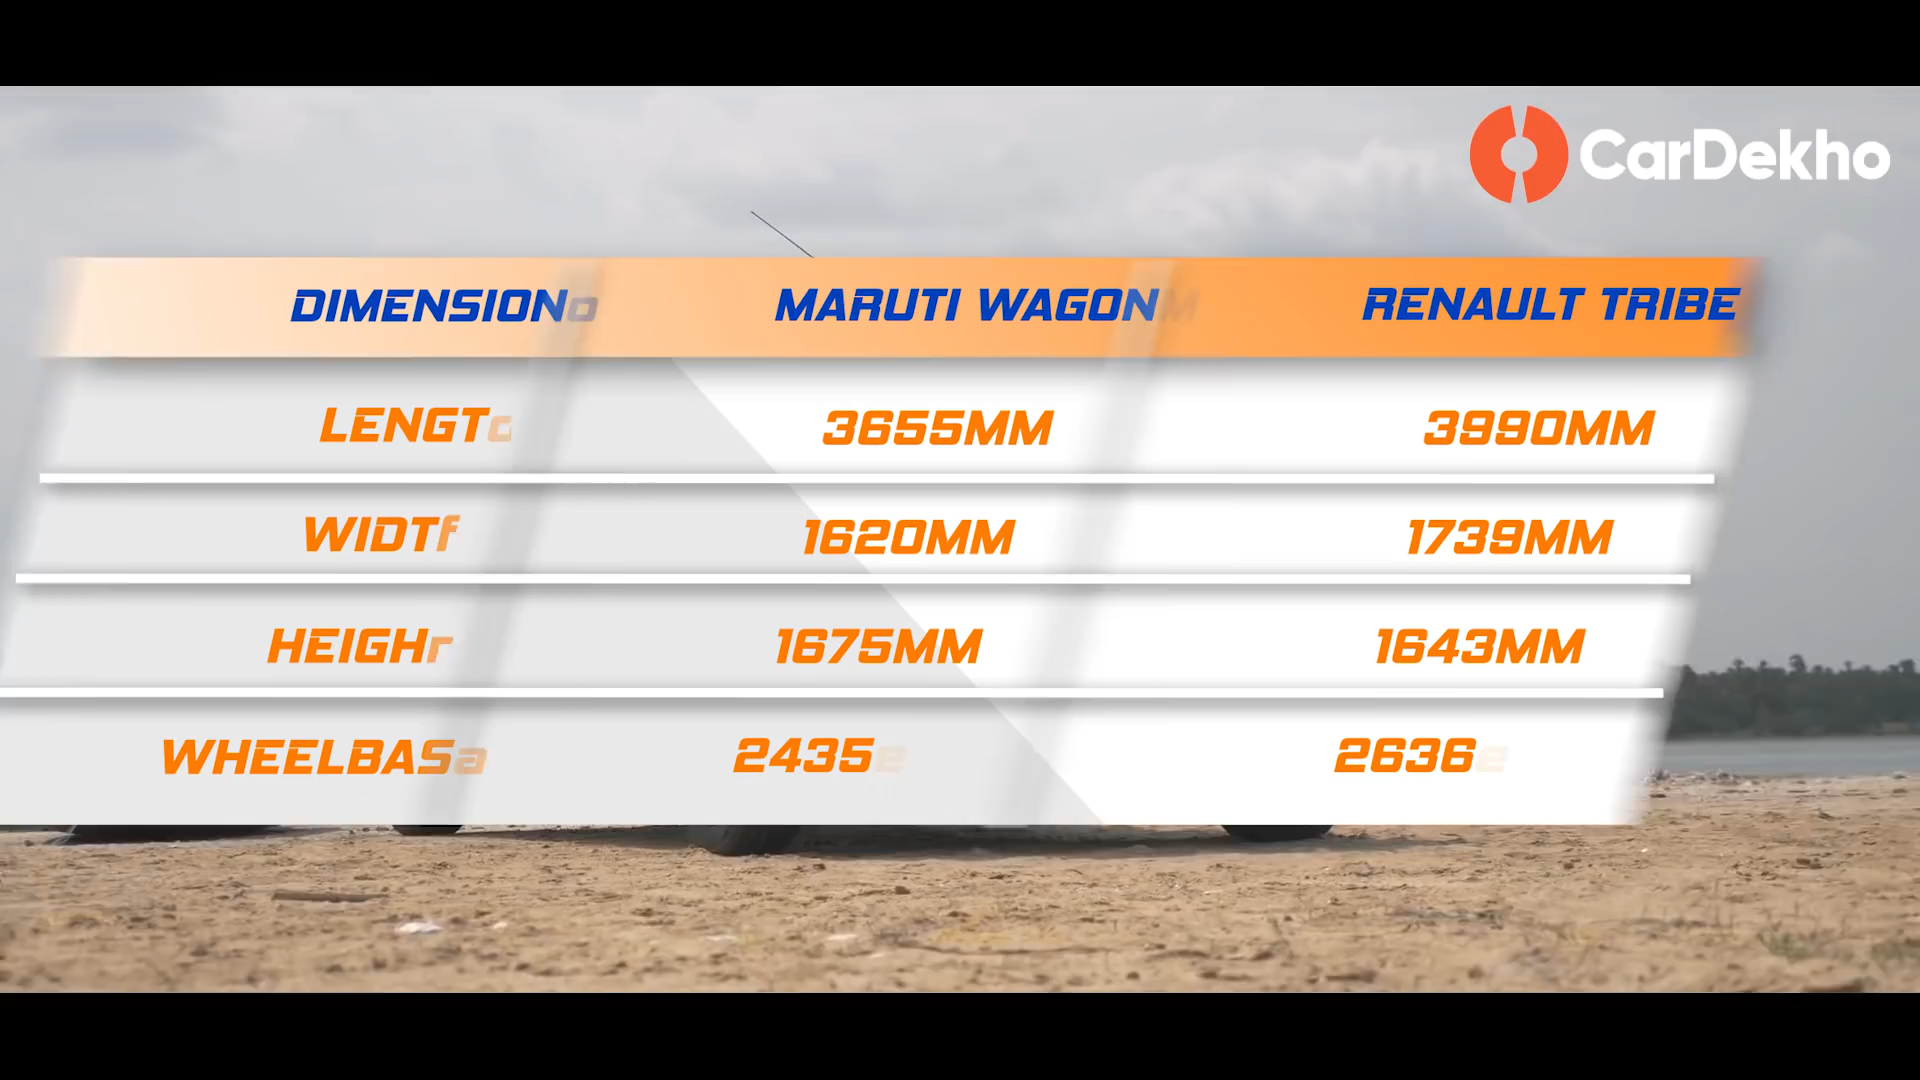 CarDekho
DIMENSION MARUTI WAGON RENAULT TRIBE
LENGT 3655MM 3990MM
WIDT 1620MM 1739MM
HEIGH 1675MM 1643MM
WHEELBAS 2435 2636